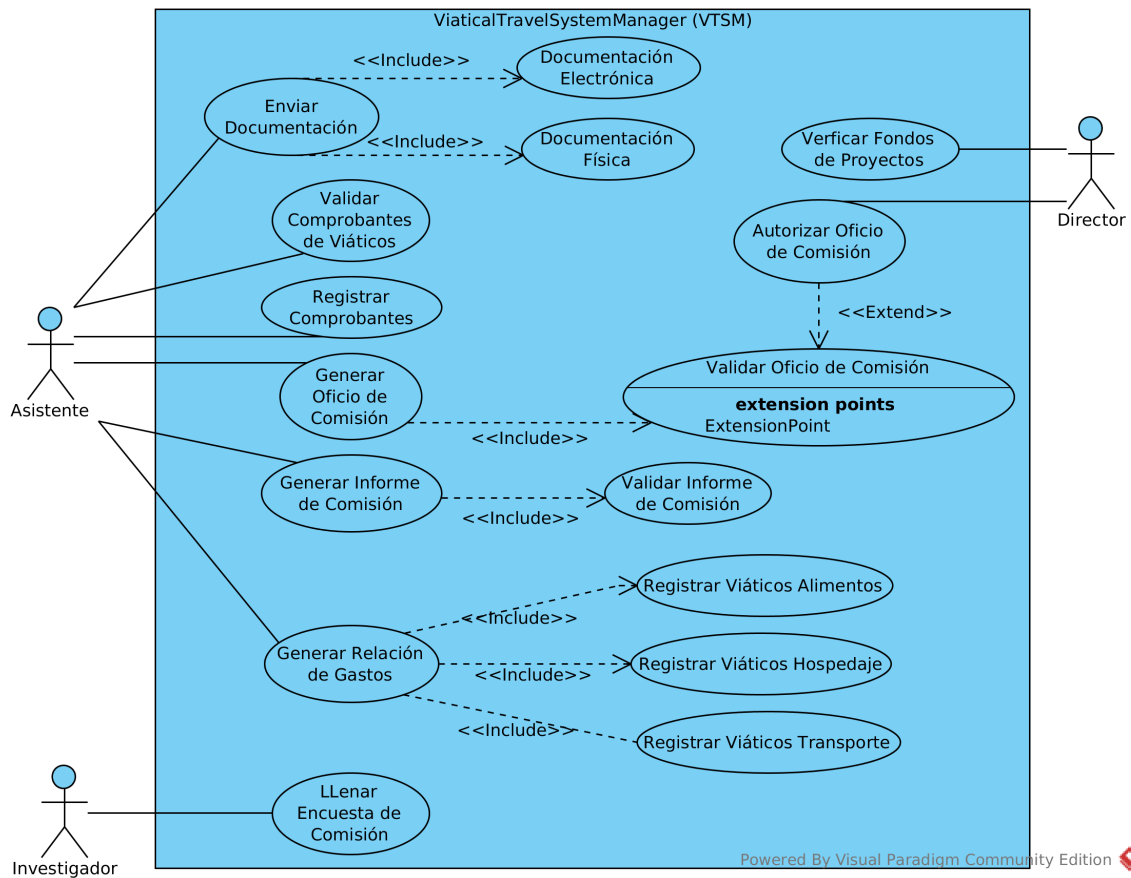 ViaticalTravelSystemManager (VTSM)
<<Include>>
Documentación
Electrónica
Enviar
Documentación
<<Include>>
Documentación
Física
Verficar Fondos
de Proyectos
Director
Validar
Comprobantes
de Viáticos
Autorizar Oficio
de Comisión
Registrar
Comprobantes
<<Extend>>
Asistente
Generar
Oficio de
Comisión
Validar Oficio de Comisión
extension points
ExtensionPoint
<<Include>>
Generar Informe
de Comisión
Validar Informe
de Comisión
<<Include>>
Registrar Viáticos Alimentos
<<Include>>
Generar Relación
de Gastos
Registrar Viáticos Hospedaje
<<Include>>
<<Include>>
Registrar Viáticos Transporte
LLenar
Encuesta de
Comisión
Investigador
Powered By Visual Paradigm Community Edition